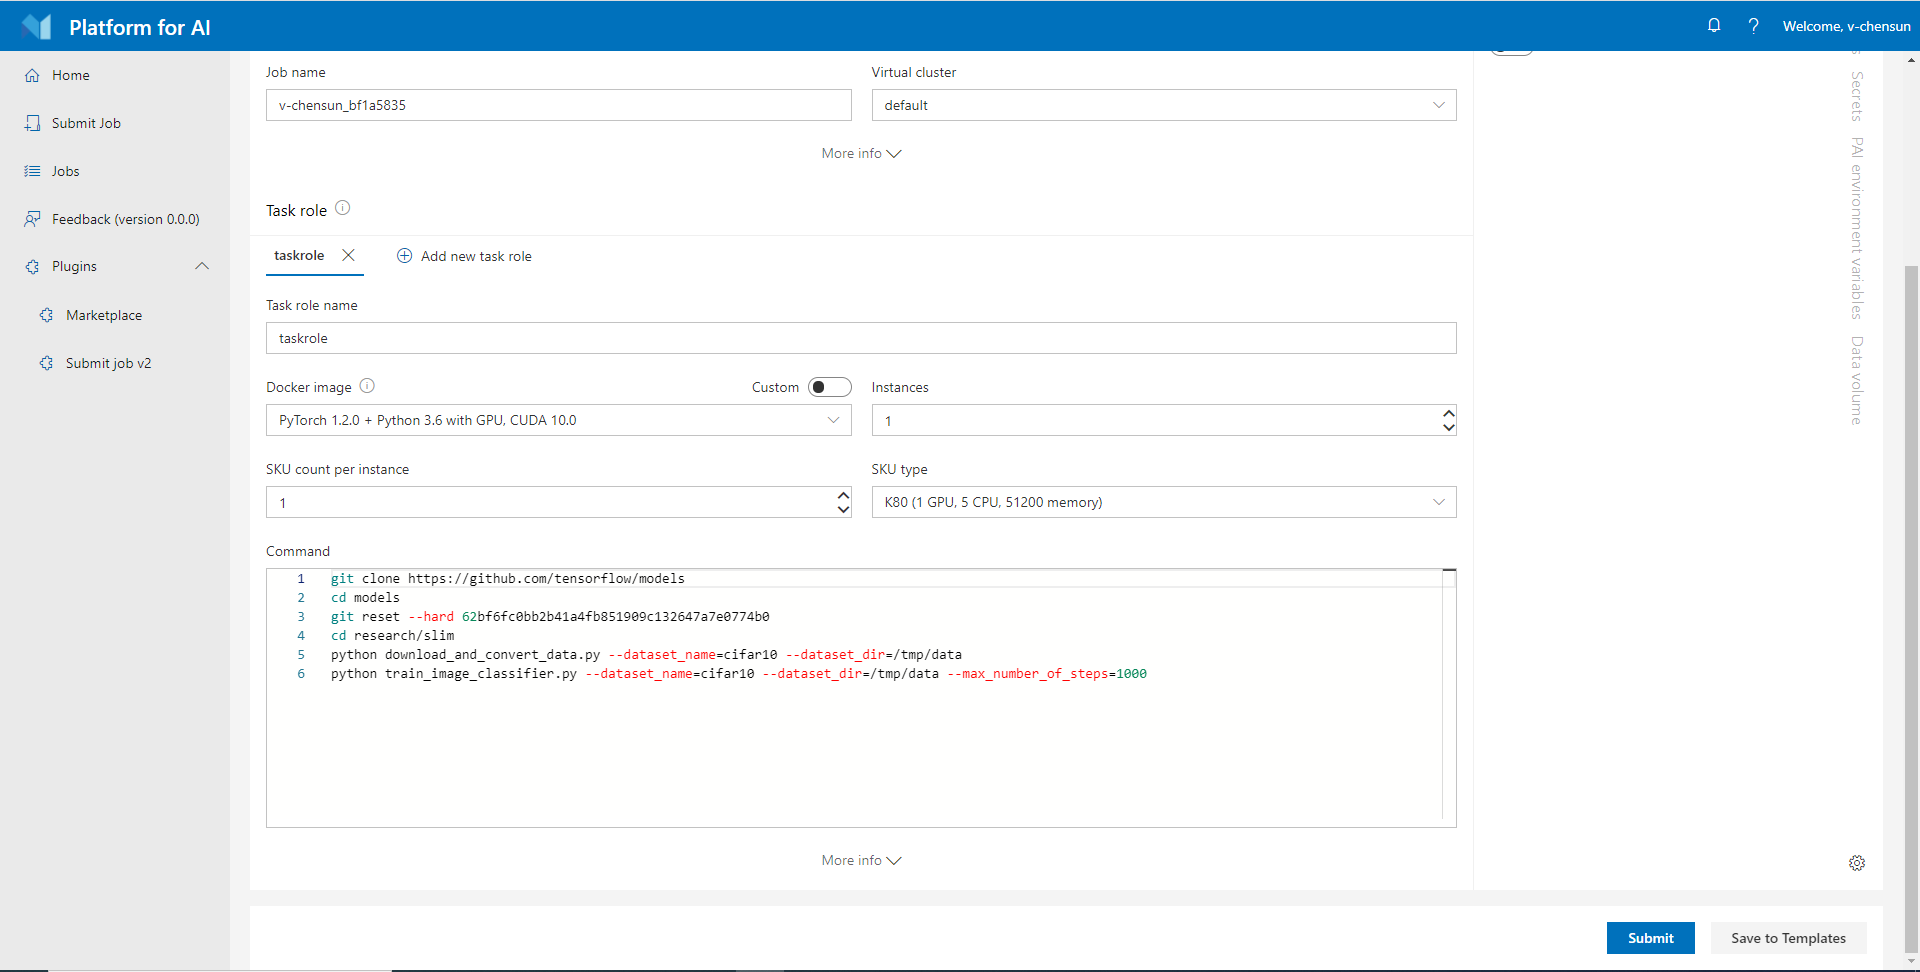 Platform for AI
Welcome, v-chensun
Home
Submit Job
Jobs
Feedback (version 0.0.0)
Plugins
Marketplace
Submit job v2
Job name
Virtual cluster
v-chensun_bf1a5835
default
More info
Task role
taskrole
Add new task role
Task role name
taskrole
Docker image
Custom
Instances
PyTorch 1.2.0 + Python 3.6 with GPU, CUDA 10.0
1
SKU count per instance
SKU type
1
K80 (1 GPU, 5 CPU, 51200 memory)
Command
1 git clone https://github.com/tensorflow/models
2 cd models
3 git reset --hard 62bf6fc0bb2b41a4fb851909c132647a7e0774b0
4 cd research/slim
5 python download_and_convert_data.py --dataset_name=cifar10 --dataset_dir=/tmp/data
6 python train_image_classifier.py --dataset_name=cifar10 --dataset_dir=/tmp/data --max_number_of_steps=1000
More info
Secrets
PAI environment variables
Data volume
Submit
Save to Templates